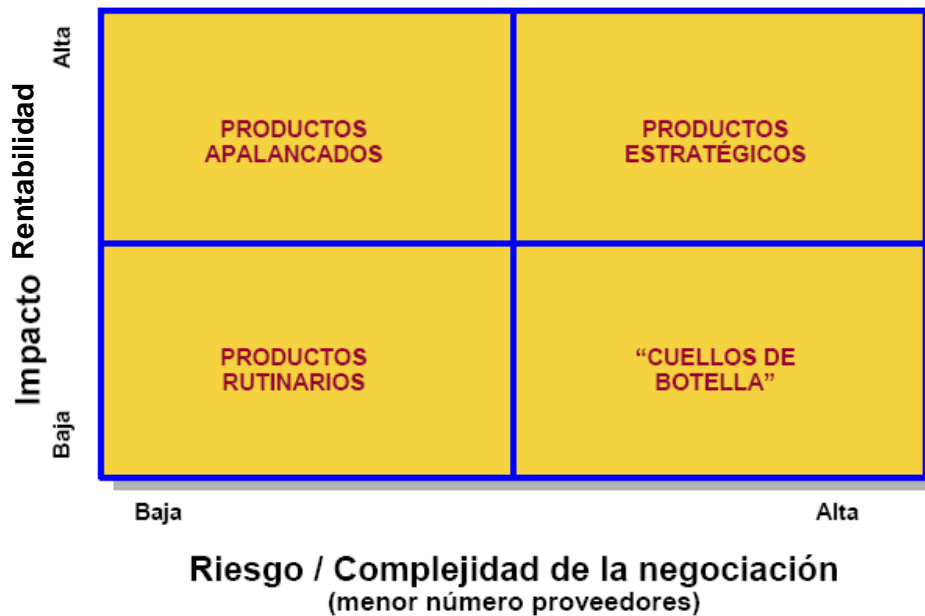 Alta
Impacto Rentabilidad
PRODUCTOS
APALANCADOS
PRODUCTOS
ESTRATÉGICOS
PRODUCTOS
RUTINARIOS
“CUELLOS DE
BOTELLA”
Baja
Baja
Alta
Riesgo / Complejidad de la negociación
(menor número proveedores)